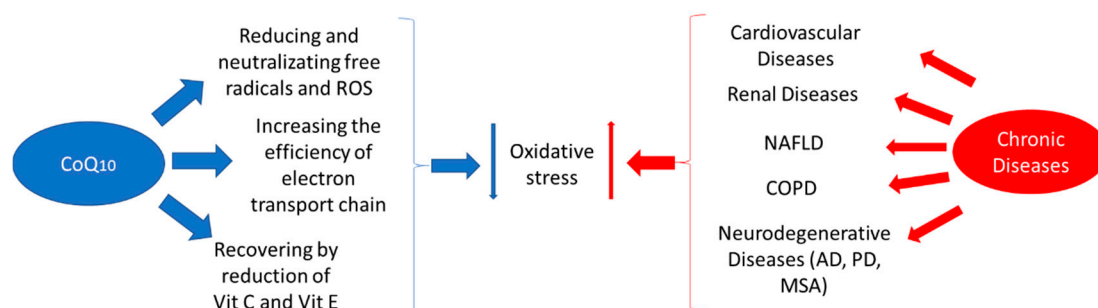 CoQ10
Reducing and
neutralizating free
radicals and ROS
Increasing the
efficiency of
electron
transport chain
Recovering by
reduction of
Vit C and Vit E
Oxidative
stress
Cardiovascular
Diseases
Renal Diseases
NAFLD
COPD
Neurodegenerative
Diseases (AD, PD,
MSA)
Chronic
Diseases